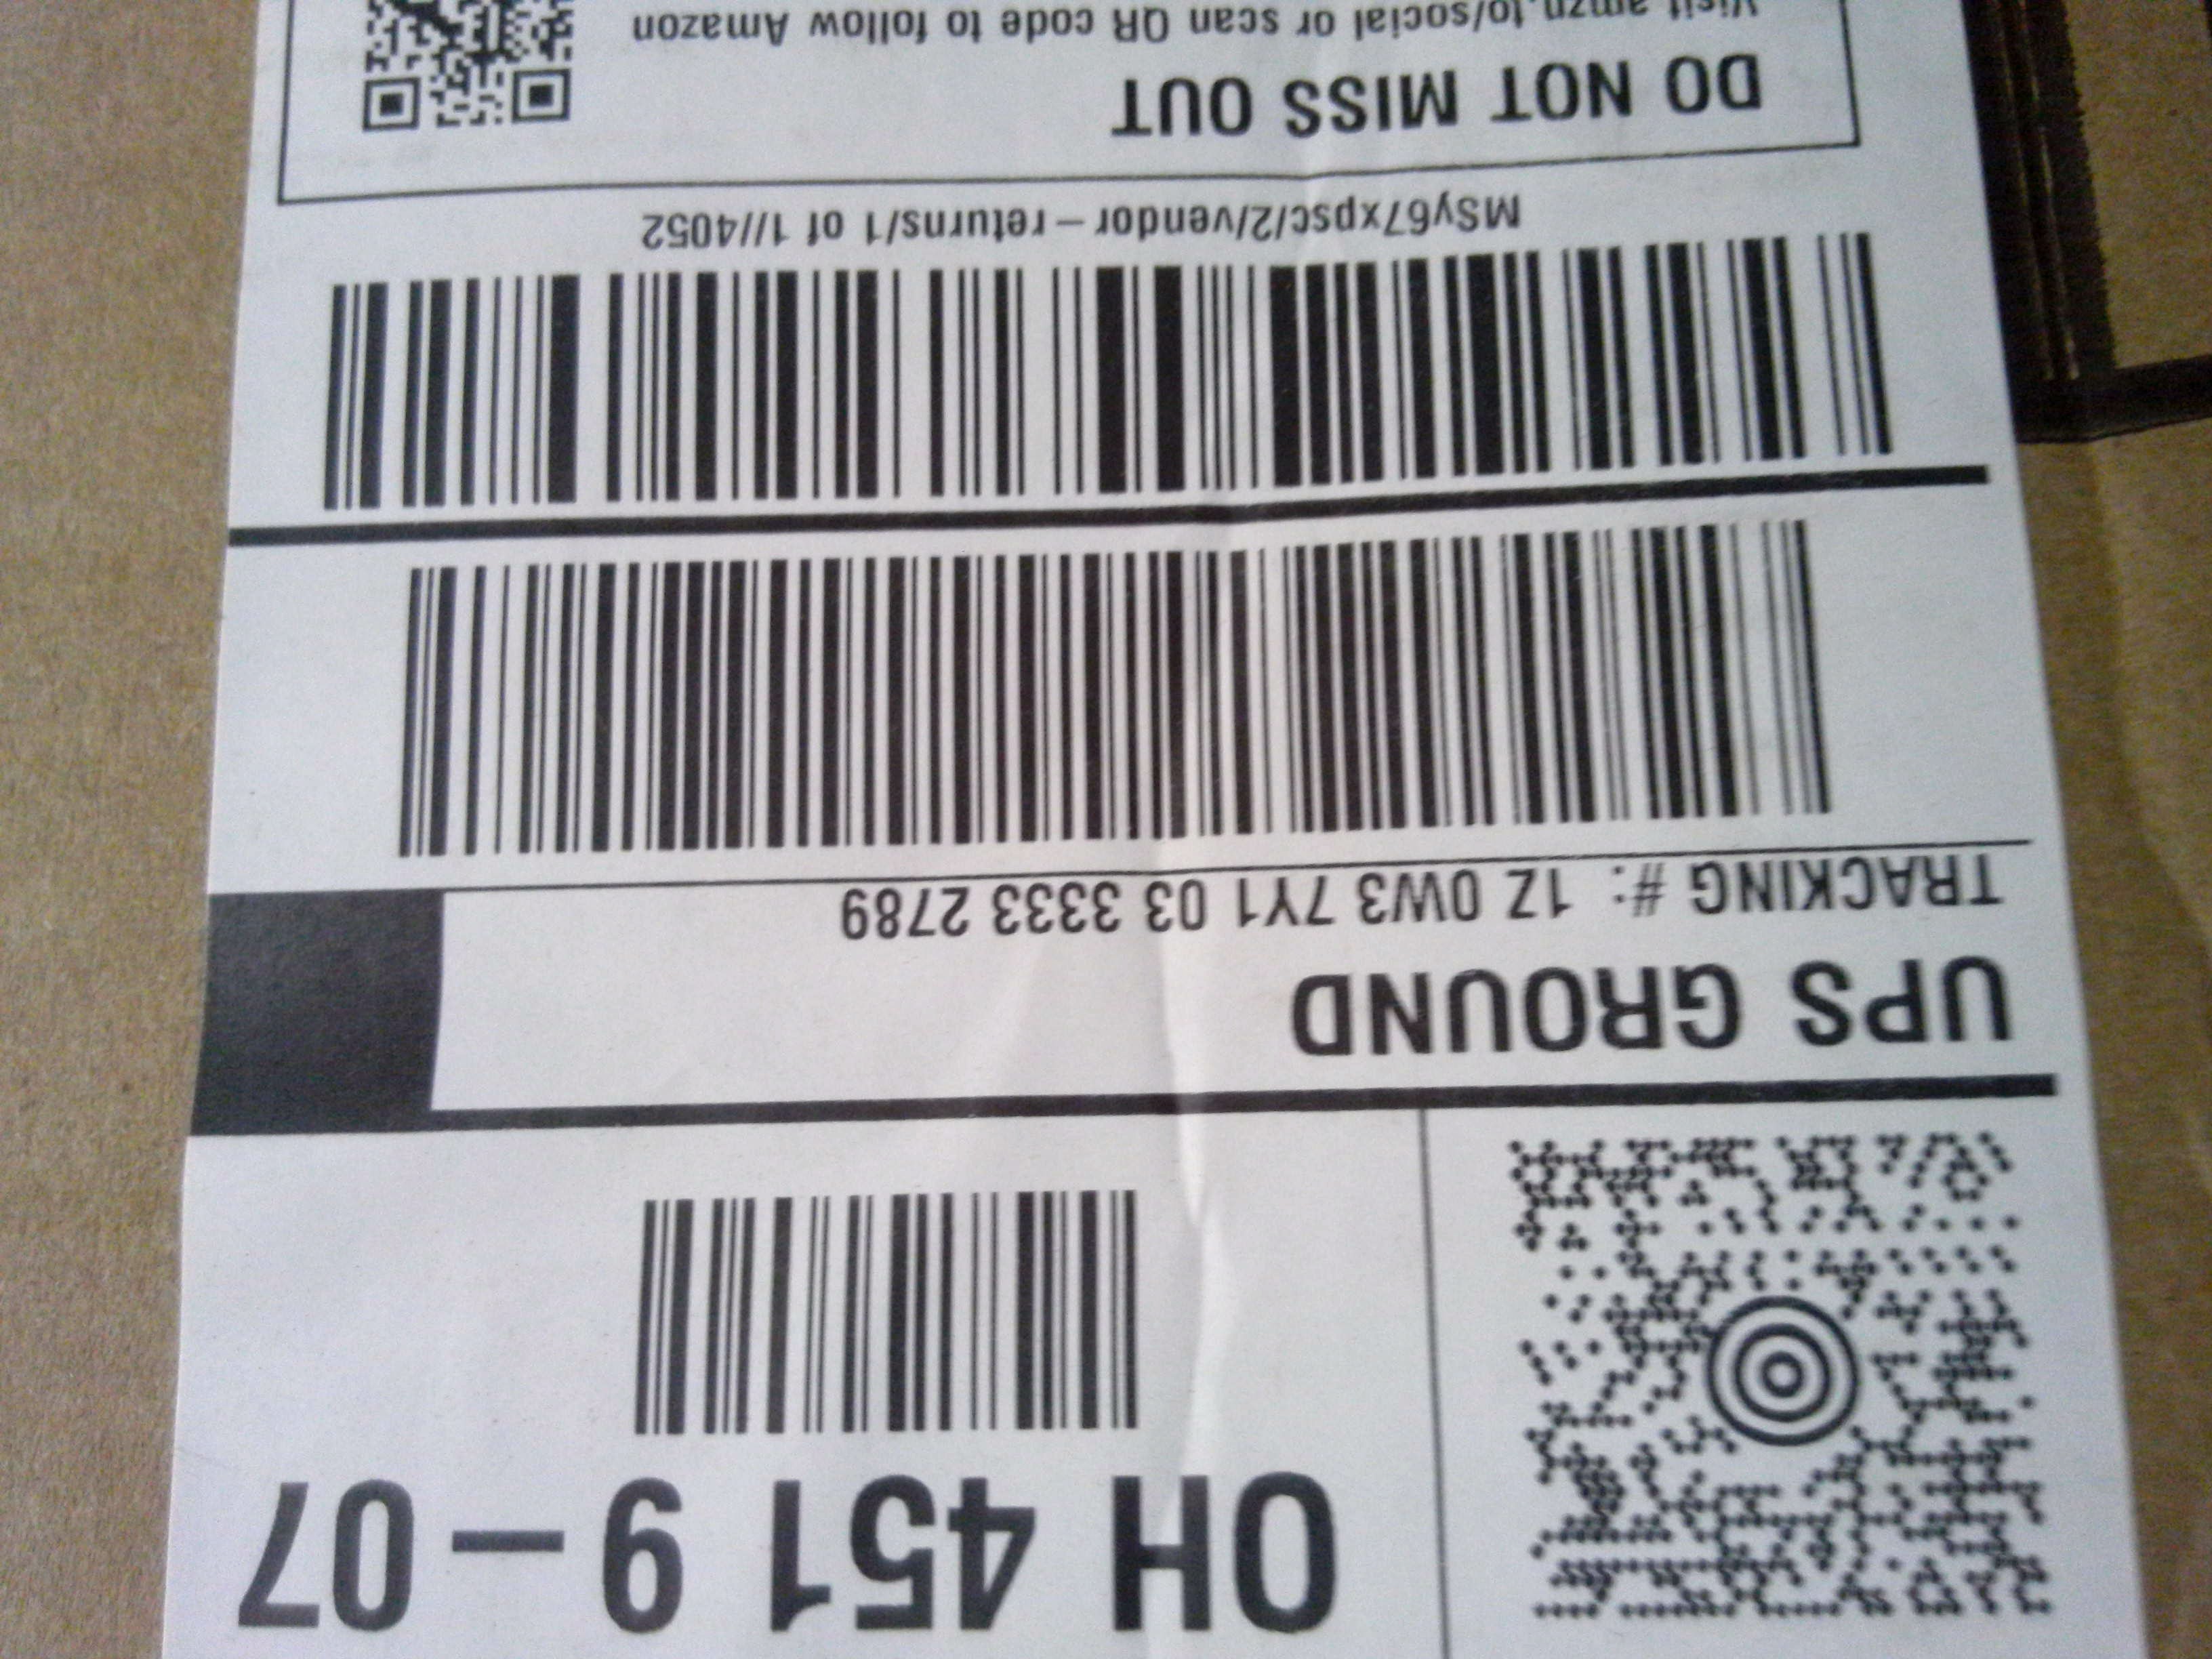 OH 451 9 – 07
UPS GROUND
TRACKING #: 1Z 0W3 7Y1 03 3333 2789
MSy67xpsc/2/vendor – returns/1 of 1//4052
DO NOT MISS OUT
Visit amzn.to/social or scan QR code to follow Amazon